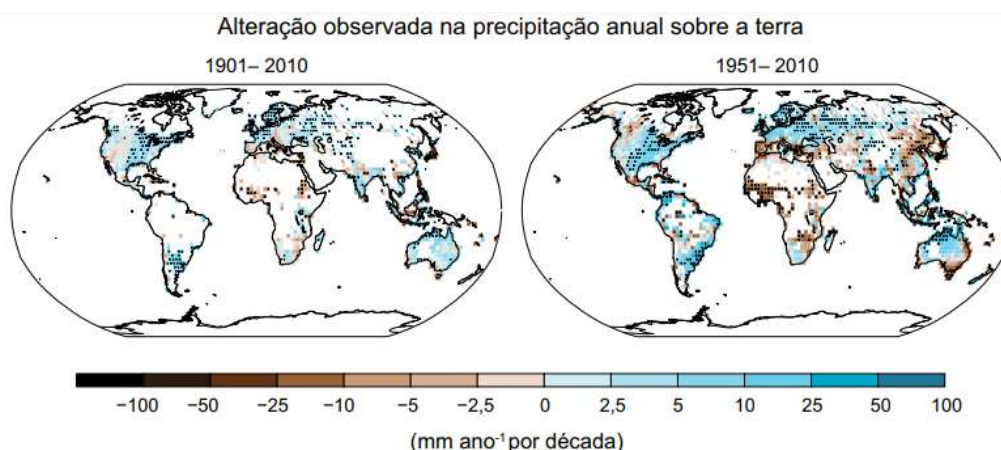 Alteração observada na precipitação anual sobre a terra
1901– 2010
1951– 2010
−100 −50 −25 −10 −5 −2,5 0 2,5 5 10 25 50 100
(mm ano⁻¹ por década)